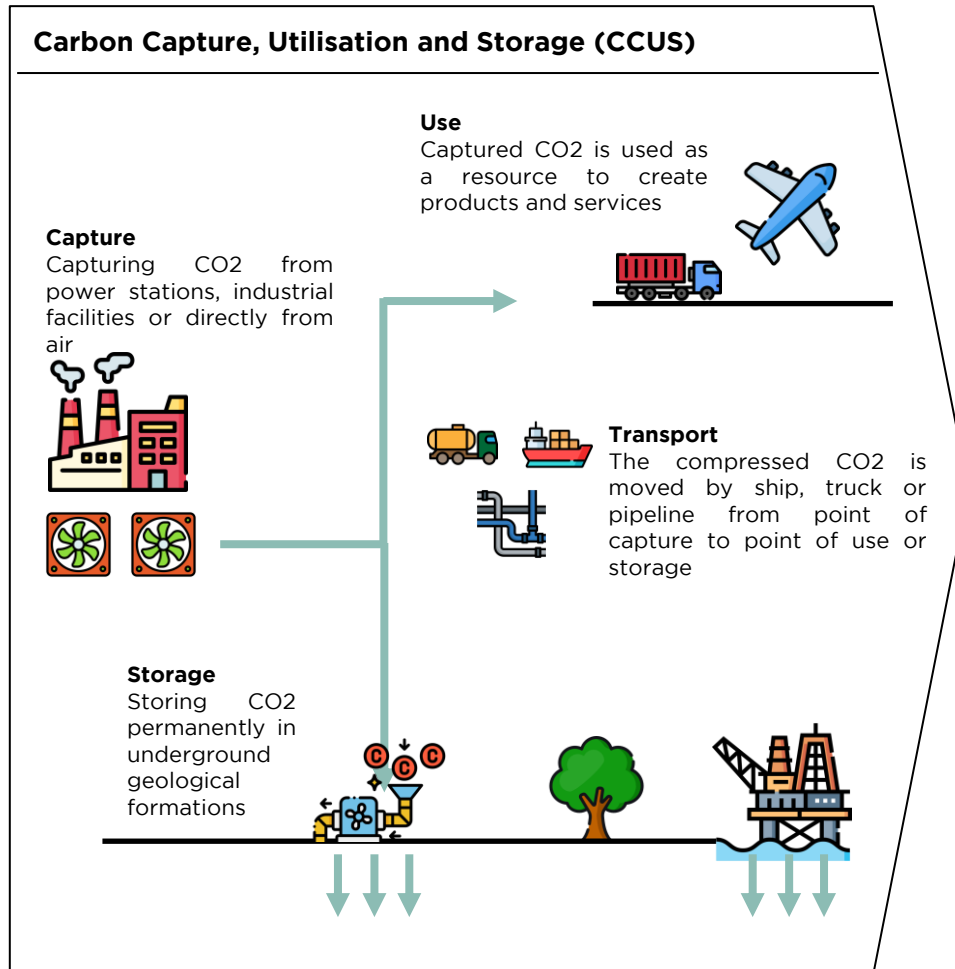 Carbon Capture, Utilisation and Storage (CCUS)
Use
Captured CO2 is used as
a resource to create
products and services
Capture
Capturing CO2 from
power stations, industrial
facilities or directly from
air
Transport
The compressed CO2 is
moved by ship, truck or
pipeline from point of
capture to point of use or
storage
Storage
Storing CO2
permanently in
underground
geological
formations
C C C